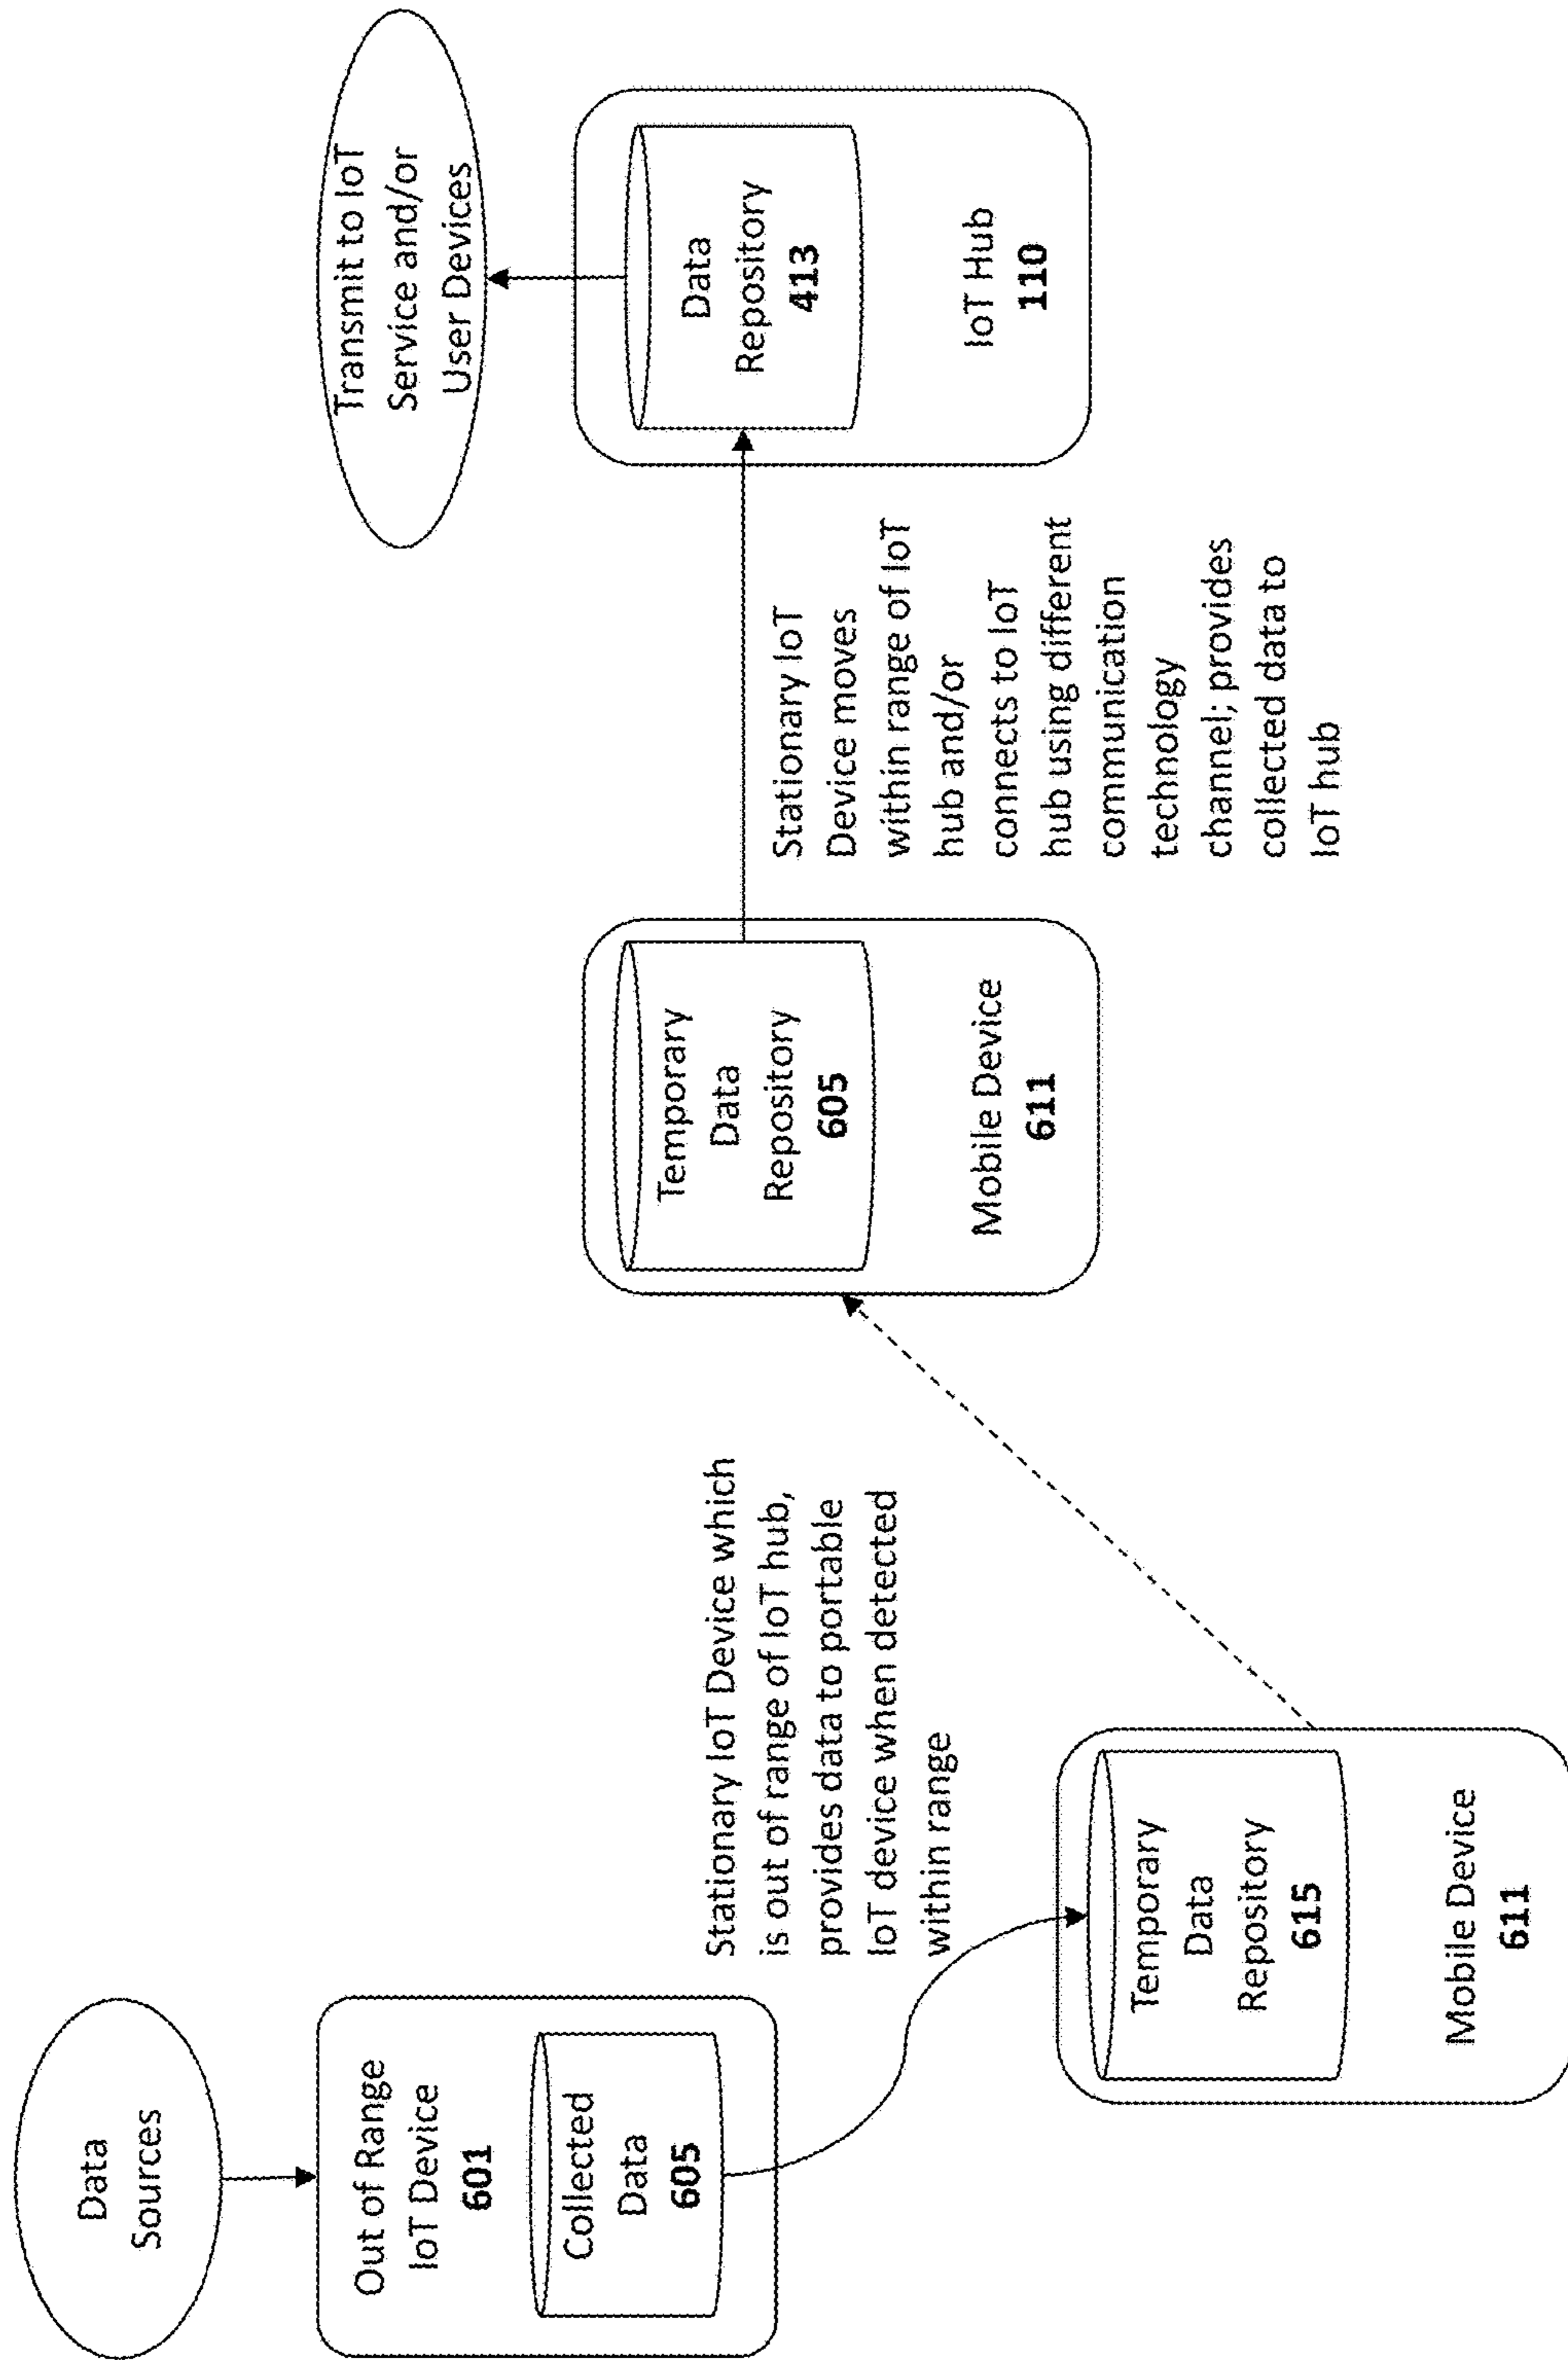 Data
Sources
Out of Range
IoT Device
601
Collected
Data
605
Stationary IoT Device which
is out of range of IoT hub,
provides data to portable
IoT device when detected
within range
Temporary
Data
Repository
615
Mobile Device
611
Temporary
Data
Repository
605
Mobile Device
611
Stationary IoT
Device moves
within range of IoT
hub and/or
connects to IoT
hub using different
communication
technology
channel; provides
collected data to
IoT hub
Transmit to IoT
Service and/or
User Devices
Data
Repository
413
IoT Hub
110